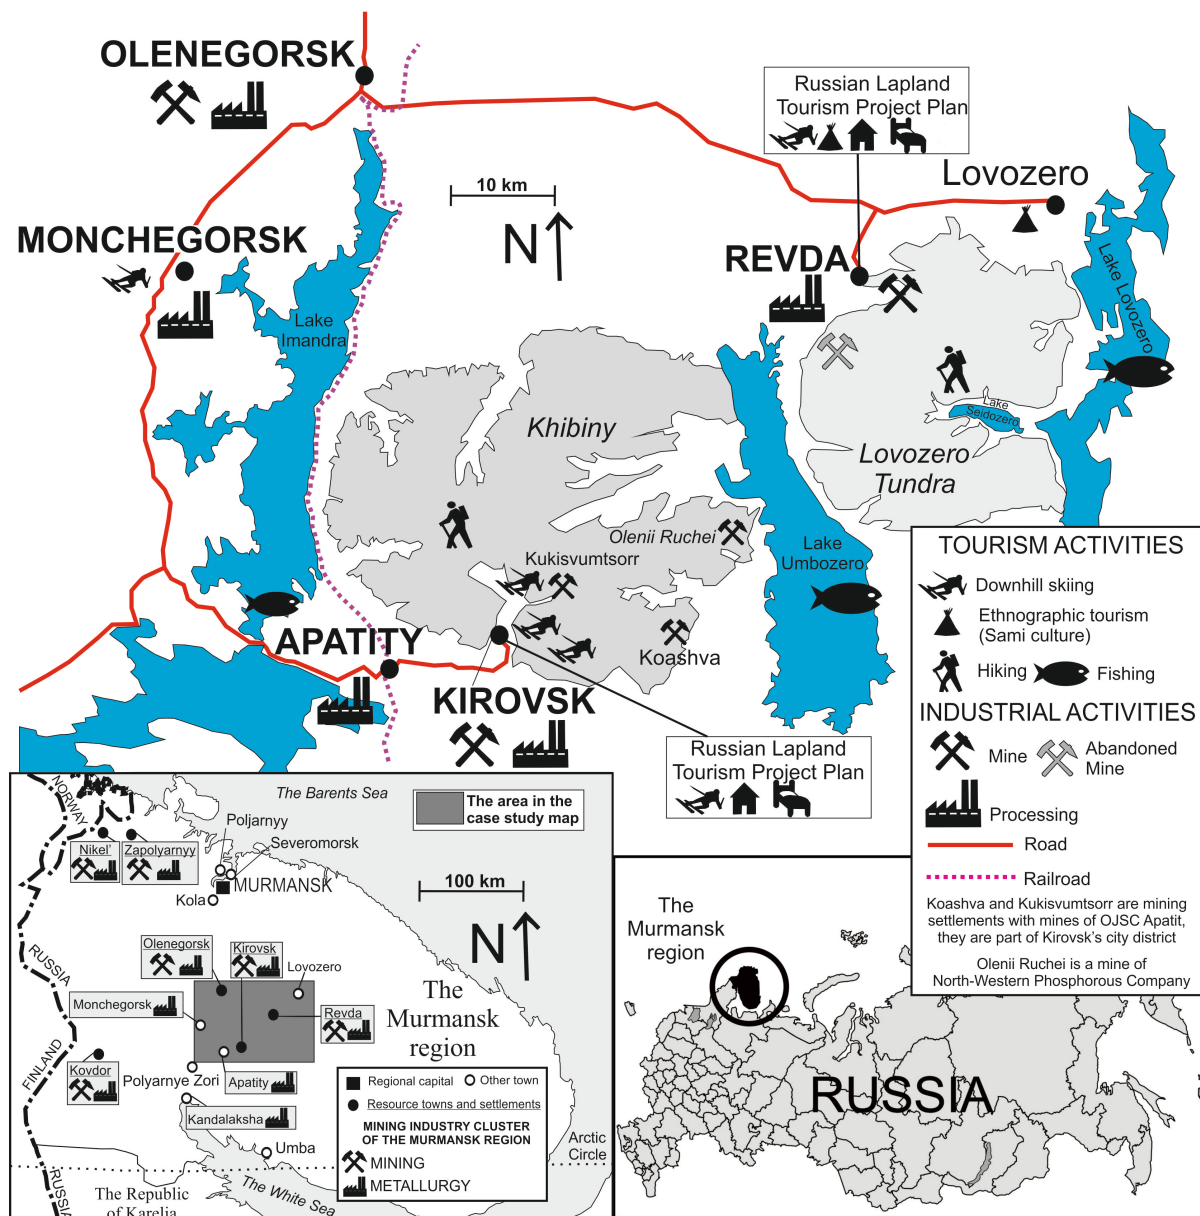 OLENEGORSK
Russian Lapland
Tourism Project Plan
Lovozero
10 km
N
MONCHEGORSK
REVDA
Lake
Imandra
Lake Lovozero
Khibiny
Lake
Seidozero
Lovozero
Tundra
Olenii Ruchei
Kukisvumtsorr
Lake
Umbozero
APATITY
Koashva
KIROVSK
Russian Lapland
Tourism Project Plan
TOURISM ACTIVITIES
Downhill skiing
Ethnographic tourism
(Sami culture)
Hiking
Fishing
INDUSTRIAL ACTIVITIES
Mine
Abandoned
Mine
Processing
Road
Railroad
Koashva and Kukisvumtsorr are mining
settlements with mines of OJSC Apatit,
they are part of Kirovsk's city district
Olenii Ruchei is a mine of
North-Western Phosphorous Company
NORWAY
The Barents Sea
The area in the
case study map
Poljarnyy
Severomorsk
Nikel'
Zapolyarnyy
MURMANSK
Kola
100 km
N
RUSSIA
Olenegorsk
Kirovsk
Lovozero
Monchegorsk
Revda
The
Murmansk
region
FINLAND
Kovdor
Polyarnye Zori
Apatity
Kandalaksha
Umba
Regional capital
Other town
Resource towns and settlements
MINING INDUSTRY CLUSTER
OF THE MURMANSK REGION
MINING
METALLURGY
Arctic
Circle
RUSSIA
The Republic
of Karelia
The White Sea
The
Murmansk
region
RUSSIA